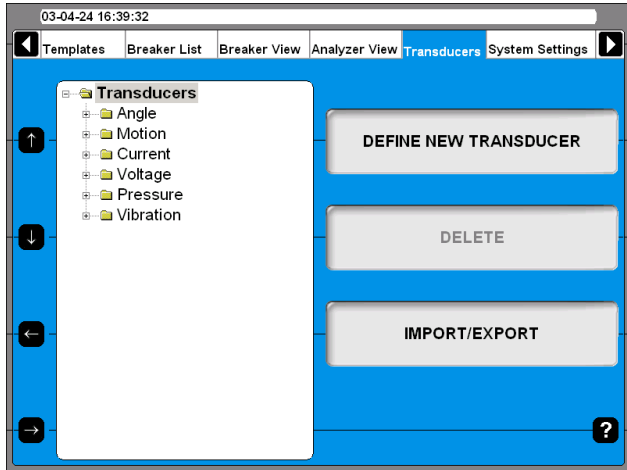 03-04-24 16:39:32
Templates Breaker List Breaker View Analyzer View Transducers System Settings
Transducers
Angle
Motion
Current
Voltage
Pressure
Vibration
DEFINE NEW TRANSDUCER
DELETE
IMPORT/EXPORT
?